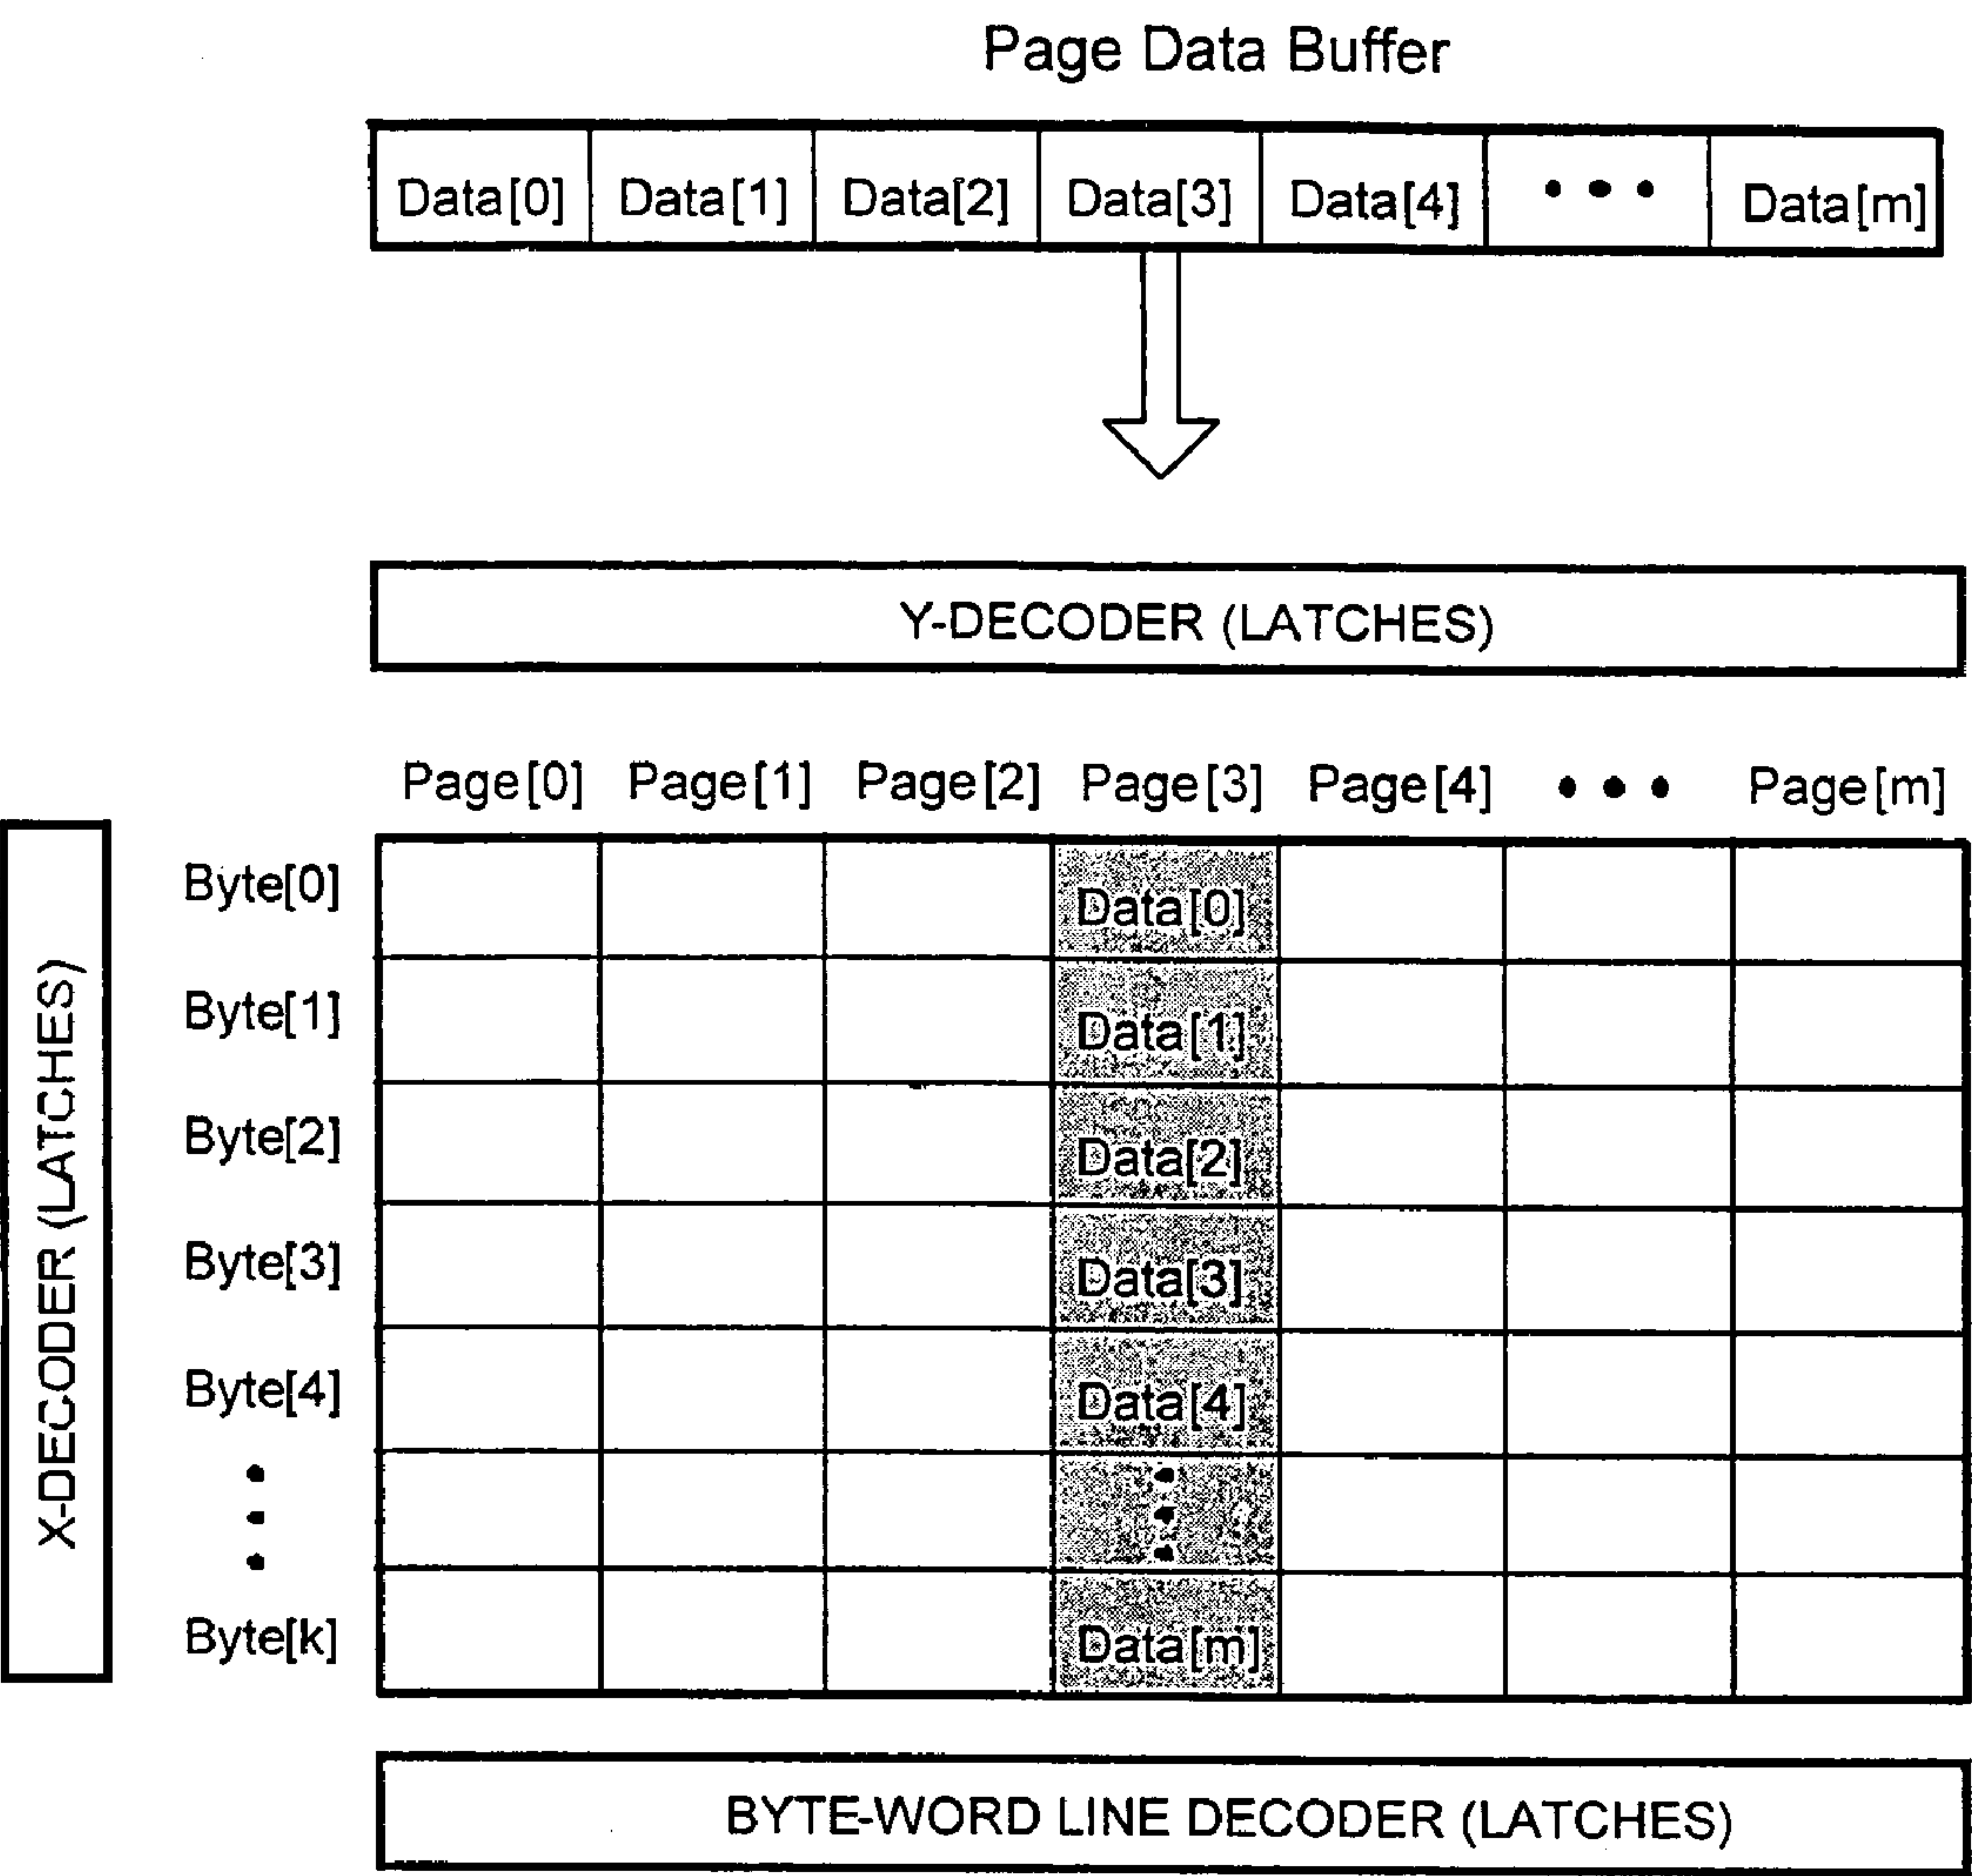 Page Data Buffer
Data[0] Data[1] Data[2] Data[3] Data[4] • • • Data[m]
Y-DECODER (LATCHES)
Page[0] Page[1] Page[2] Page[3] Page[4] • • • Page[m]
X-DECODER (LATCHES)
Byte[0] Data[0]
Byte[1] Data[1]
Byte[2] Data[2]
Byte[3] Data[3]
Byte[4] Data[4]
Byte[k] Data[m]
BYTE-WORD LINE DECODER (LATCHES)